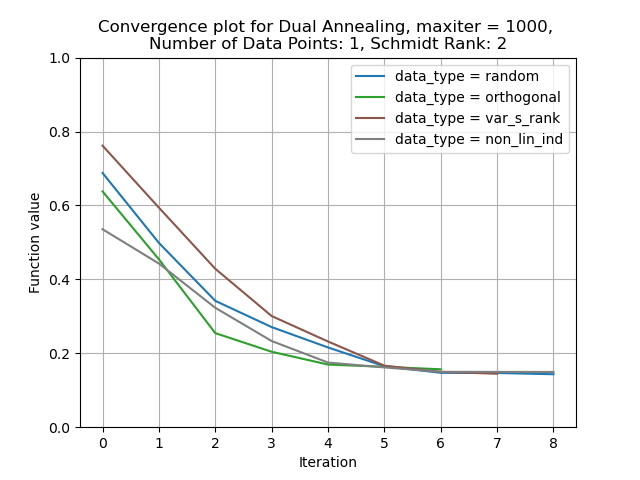 Convergence plot for Dual Annealing, maxiter = 1000,
Number of Data Points: 1, Schmidt Rank: 2
1.0
0.8
0.6
0.4
0.2
0.0
Function value
data_type = random
data_type = orthogonal
data_type = var_s_rank
data_type = non_lin_ind
0 1 2 3 4 5 6 7 8
Iteration